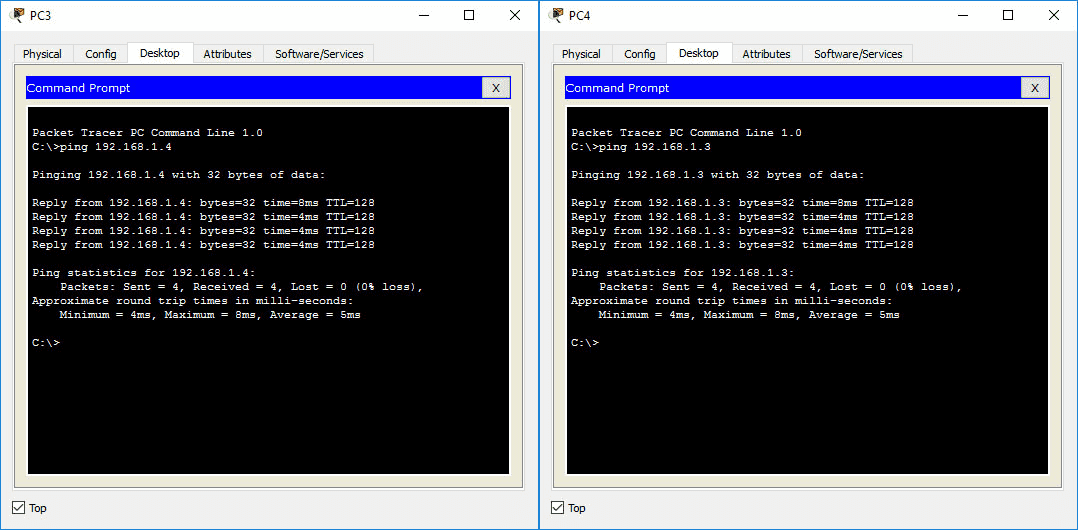 PC3
Physical Config Desktop Attributes Software/Services
Command Prompt X
Packet Tracer PC Command Line 1.0
C:\>ping 192.168.1.4
Pinging 192.168.1.4 with 32 bytes of data:
Reply from 192.168.1.4: bytes=32 time=8ms TTL=128
Reply from 192.168.1.4: bytes=32 time=4ms TTL=128
Reply from 192.168.1.4: bytes=32 time=4ms TTL=128
Reply from 192.168.1.4: bytes=32 time=4ms TTL=128
Ping statistics for 192.168.1.4:
Packets: Sent = 4, Received = 4, Lost = 0 (0% loss),
Approximate round trip times in milli-seconds:
Minimum = 4ms, Maximum = 8ms, Average = 5ms
C:\>
Top
PC4
Physical Config Desktop Attributes Software/Services
Command Prompt X
Packet Tracer PC Command Line 1.0
C:\>ping 192.168.1.3
Pinging 192.168.1.3 with 32 bytes of data:
Reply from 192.168.1.3: bytes=32 time=8ms TTL=128
Reply from 192.168.1.3: bytes=32 time=4ms TTL=128
Reply from 192.168.1.3: bytes=32 time=4ms TTL=128
Reply from 192.168.1.3: bytes=32 time=4ms TTL=128
Ping statistics for 192.168.1.3:
Packets: Sent = 4, Received = 4, Lost = 0 (0% loss),
Approximate round trip times in milli-seconds:
Minimum = 4ms, Maximum = 8ms, Average = 5ms
C:\>
Top